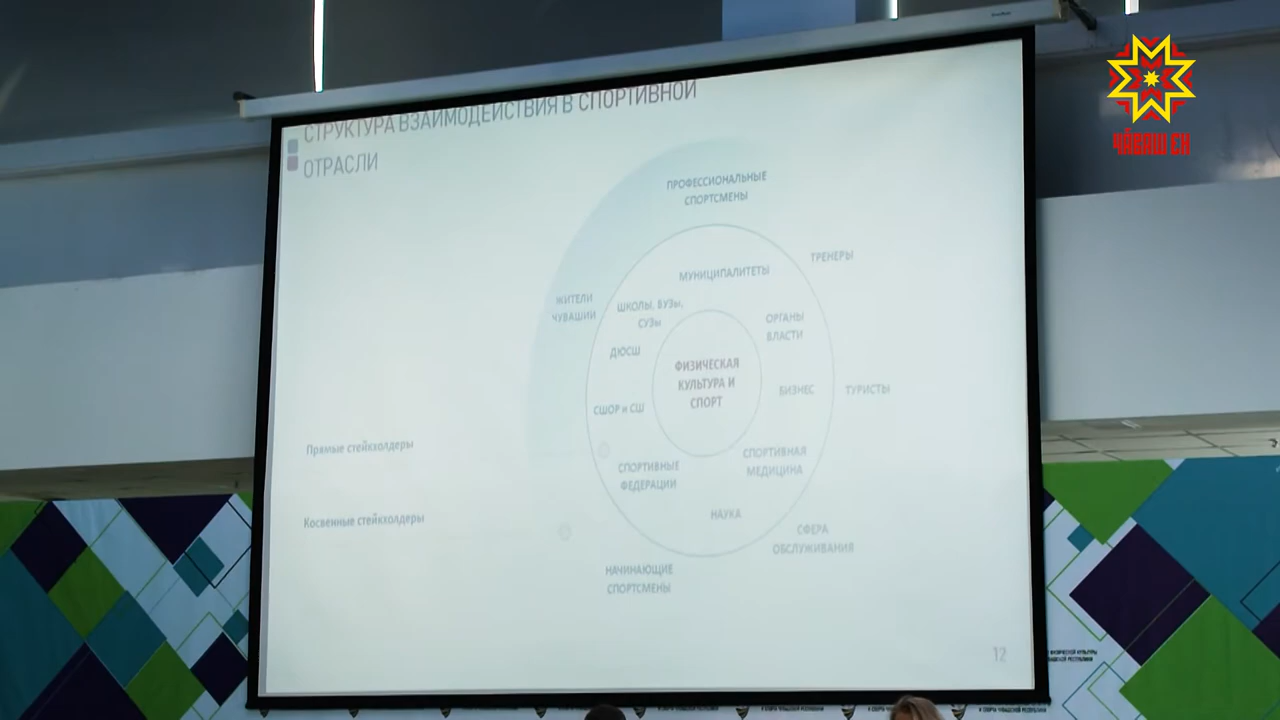 ЧӐВАШ ЕН
СТРУКТУРА ВЗАИМОДЕЙСТВИЯ В СПОРТИВНОЙ
ОТРАСЛИ
ПРОФЕССИОНАЛЬНЫЕ
СПОРТСМЕНЫ
ТРЕНЕРЫ
МУНИЦИПАЛИТЕТЫ
ЖИТЕЛИ
ЧУВАШИИ
ШКОЛЫ, ВУЗы,
СУЗы
ОРГАНЫ
ВЛАСТИ
ДЮСШ
ФИЗИЧЕСКАЯ
КУЛЬТУРА И
СПОРТ
БИЗНЕС
ТУРИСТЫ
СШОР и СШ
Прямые стейкхолдеры
СПОРТИВНЫЕ
ФЕДЕРАЦИИ
СПОРТИВНАЯ
МЕДИЦИНА
Косвенные стейкхолдеры
НАУКА
СФЕРА
ОБСЛУЖИВАНИЯ
НАЧИНАЮЩИЕ
СПОРТСМЕНЫ
12